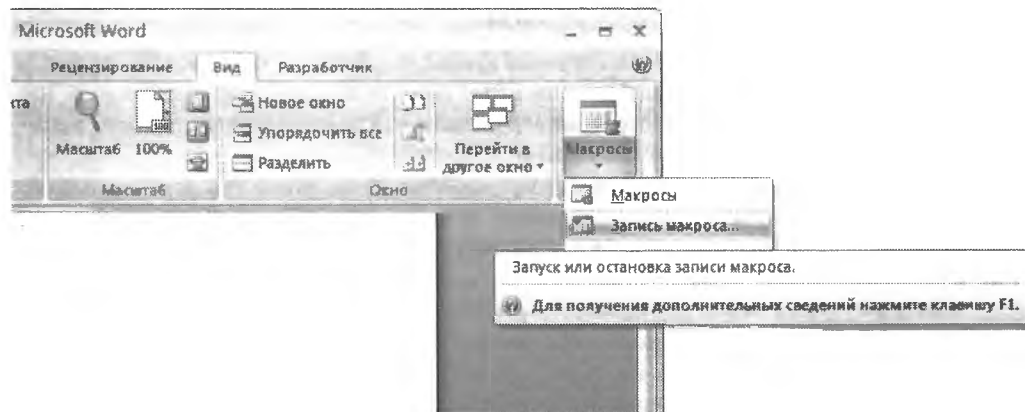 Microsoft Word
Рецензирование Вид Разработчик
кта
Масштаб 100%
Новое окно
Упорядочить все
Разделить
Перейти в
другое окно
Макросы
Масштаб Окно
Макросы
Запись макроса...
Запуск или остановка записи макроса.
Для получения дополнительных сведений нажмите клавишу F1.